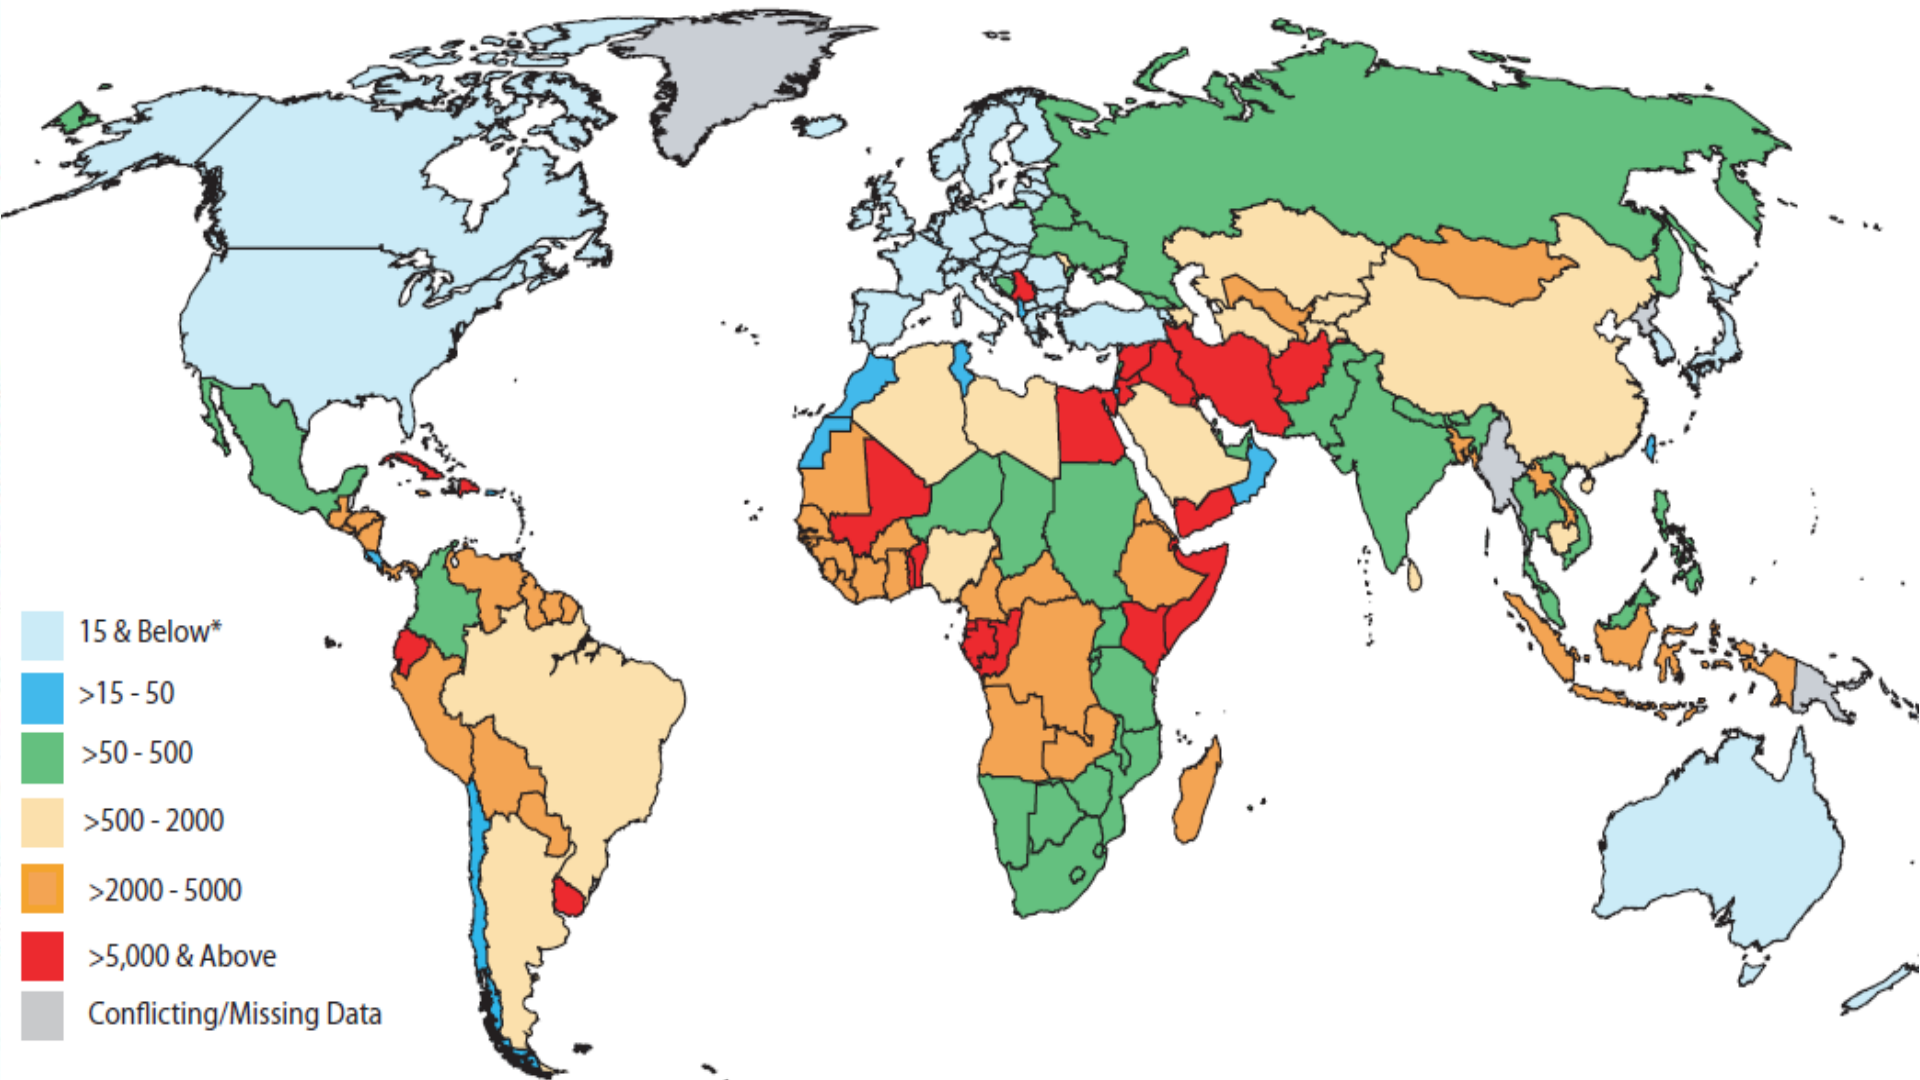 15 & Below*
>15 - 50
>50 - 500
>500 - 2000
>2000 - 5000
>5,000 & Above
Conflicting/Missing Data